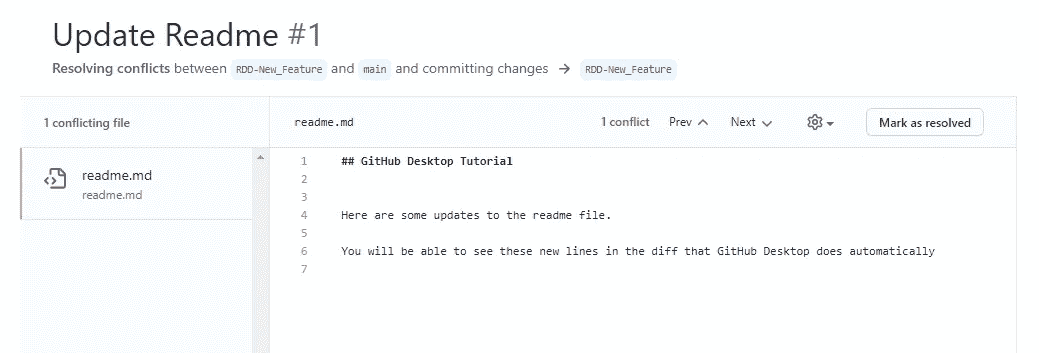 Update Readme #1
Resolving conflicts between RDD-New_Feature and main and committing changes → RDD-New_Feature
1 conflicting file
readme.md 1 conflict Prev Next Mark as resolved
readme.md
readme.md
1 ## GitHub Desktop Tutorial
2
3
4 Here are some updates to the readme file.
5
6 You will be able to see these new lines in the diff that GitHub Desktop does automatically
7